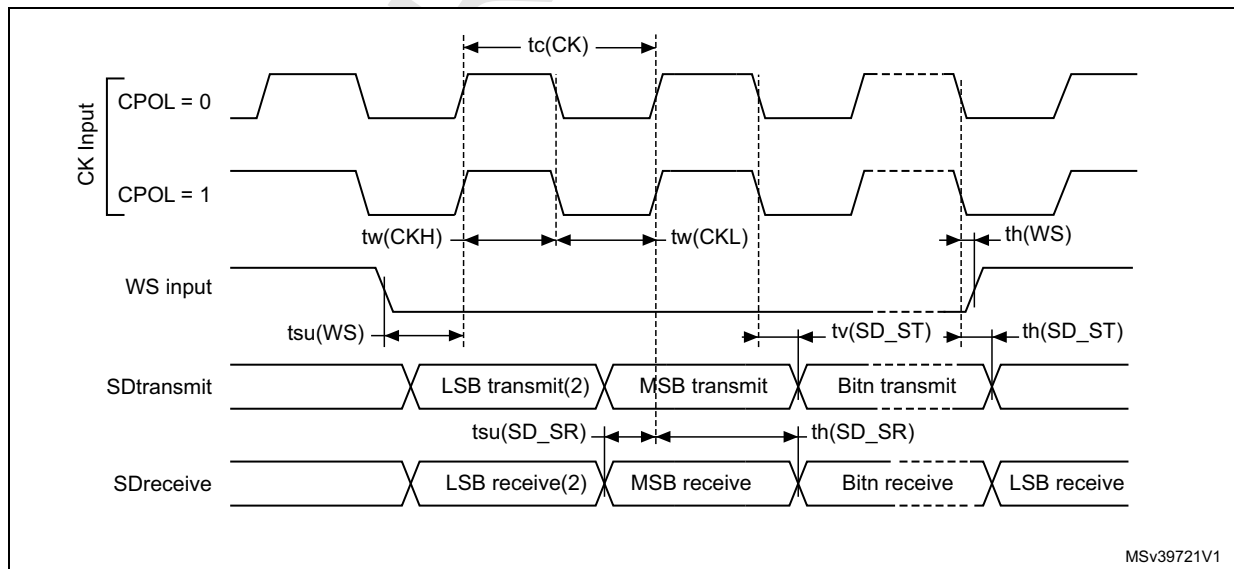 tc(CK)
CK Input
CPOL = 0
CPOL = 1
tw(CKH)
tw(CKL)
th(WS)
WS input
tsu(WS)
tv(SD_ST)
th(SD_ST)
SDtransmit
LSB transmit(2)
MSB transmit
Bitn transmit
tsu(SD_SR)
th(SD_SR)
SDreceive
LSB receive(2)
MSB receive
Bitn receive
LSB receive
MSv39721V1